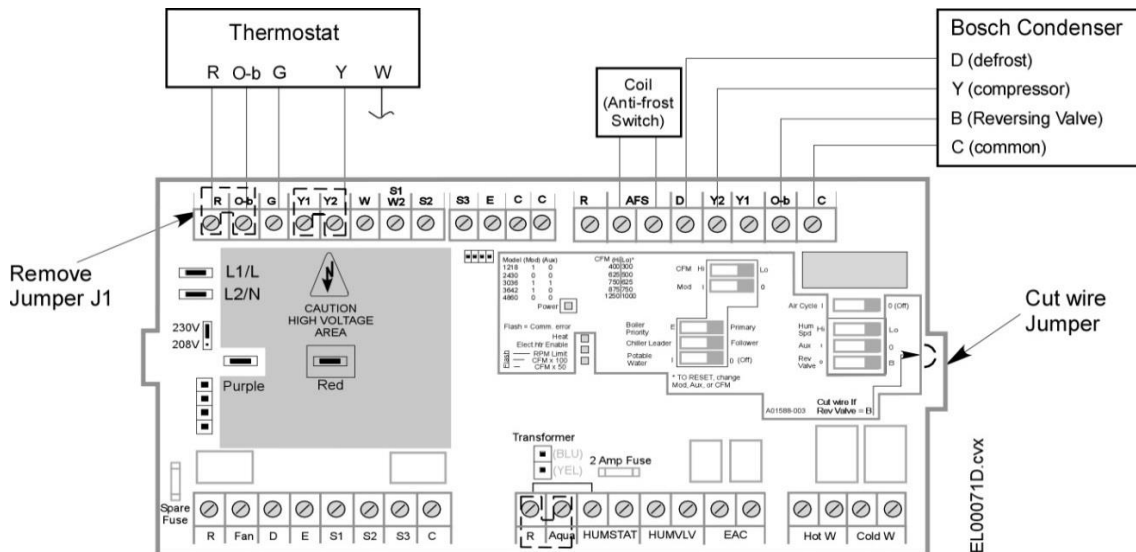 Thermostat
R O-b G Y W
Bosch Condenser
D (defrost)
Y (compressor)
B (Reversing Valve)
C (common)
Coil
(Anti-frost
Switch)
R O-b G Y1 Y2 W S1 W2 S2 S3 E C C
R AFS D Y2 Y1 O-b C
Remove
Jumper J1
L1/L
L2/N
CAUTION
HIGH VOLTAGE
AREA
230V
208V
Purple
Red
Model (Mod) (Aux)
1218 1 0
2430 0 0
3036 1 1
3642 1 0
4860 0 0
CFM (Hi|Lo)*
400|300
625|500
750|625
875|750
1250|1000
Power
Flash = Comm. error
Heat
Elect Htr Enable
Flash
RPM Limit
CFM x 100
CFM x 50
CFM Hi Lo
Mod I 0
Boiler
Priority E Primary
Chiller Leader Follower
Potable
Water I 0 (Off)
* TO RESET, change
Mod, Aux, or CFM
Air Cycle I 0 (Off)
Hum
Spd Hi Lo
Aux I 0
Rev
Valve B
A01588-003
Cut wire If
Rev Valve = B
Cut wire
Jumper
Transformer
(BLU)
(YEL)
2 Amp Fuse
Spare
Fuse
R Fan D E S1 S2 S3 C
R Aqua HUMSTAT HUMVLV EAC
Hot W Cold W
EL00071D.cvx